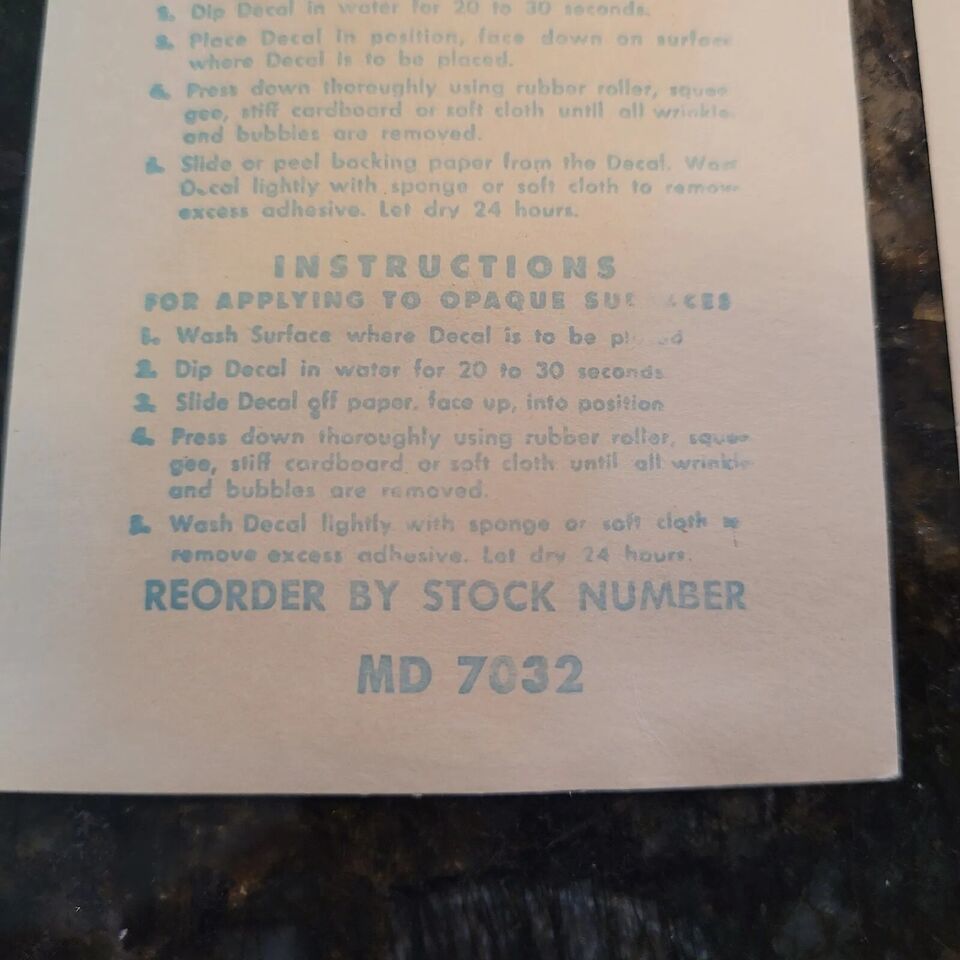 2. Dip Decal in water for 20 to 30 seconds.
3. Place Decal in position, face down on surface
where Decal is to be placed.
4. Press down thoroughly using rubber roller, squee
gee, stiff cardboard or soft cloth until all wrinkles
and bubbles are removed.
5. Slide or peel backing paper from the Decal. Wash
Decal lightly with sponge or soft cloth to remove
excess adhesive. Let dry 24 hours.
INSTRUCTIONS
FOR APPLYING TO OPAQUE SURFACES
1. Wash Surface where Decal is to be placed
2. Dip Decal in water for 20 to 30 seconds
3. Slide Decal off paper, face up, into position
4. Press down thoroughly using rubber roller, squee
gee, stiff cardboard or soft cloth until all wrinkles
and bubbles are removed.
5. Wash Decal lightly with sponge or soft cloth to
remove excess adhesive. Let dry 24 hours.
REORDER BY STOCK NUMBER
MD 7032